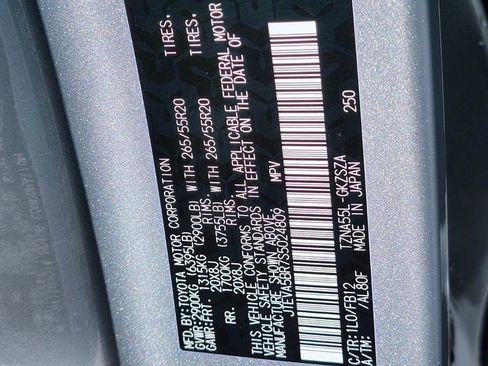 MFD.BY:TOYOTA MOTOR CORPORATION
GVWR: 2900KG (6395LB)
GAWR:FRT. 1315KG (2900LB) WITH 265/55R20 TIRES.
20X8J RIMS.
RR. 1700KG (3755LB) WITH 265/55R20 TIRES.
20X8J RIMS.
THIS VEHICLE CONFORMS TO ALL APPLICABLE FEDERAL MOTOR
VEHICLE SAFETY STANDARDS IN EFFECT ON THE DATE OF
MANUFACTURE SHOWN ABOVE.
JTEVA5BR7S5024809 MPV
C/TR:1L0/EB12 TZNA55L-GKZSZA
A/TM: /AL80F MADE IN JAPAN 250